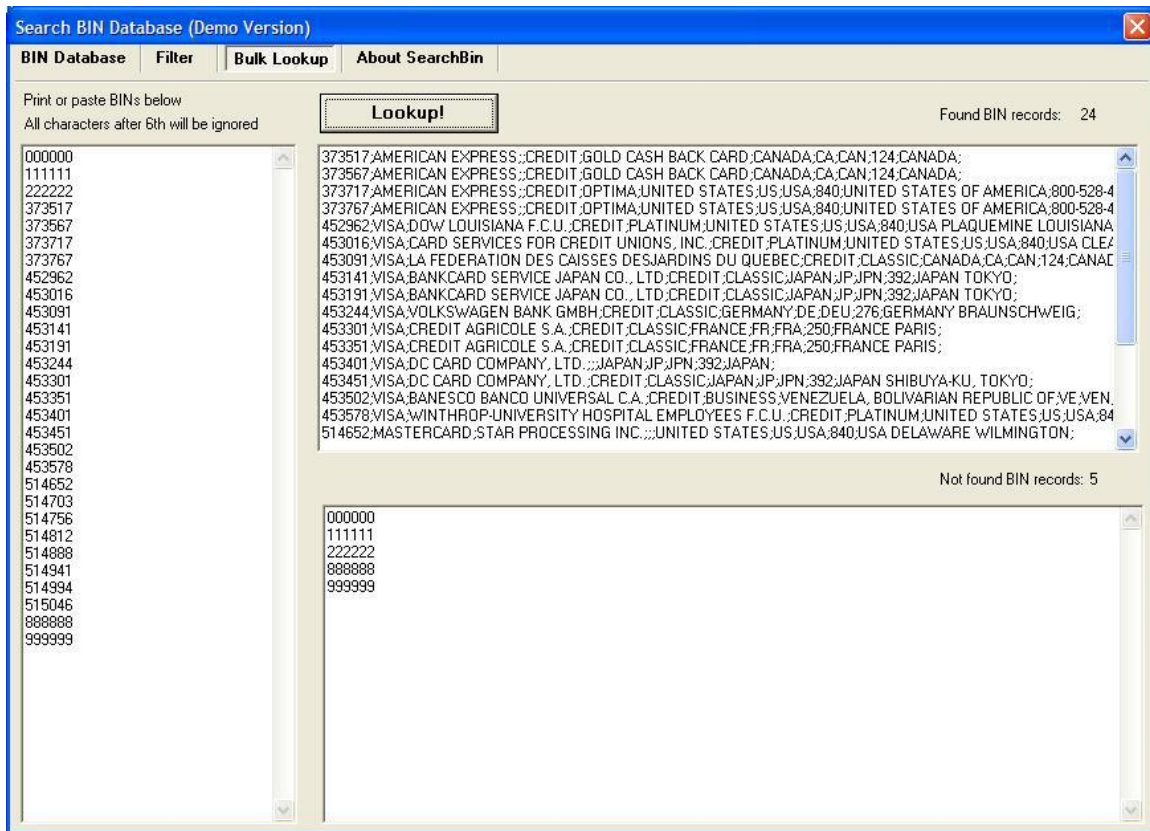 Search BIN Database (Demo Version)
BIN Database Filter Bulk Lookup About SearchBin
Print or paste BINs below
All characters after 6th will be ignored
000000
111111
222222
373517
373567
373717
373767
452962
453016
453091
453141
453191
453244
453301
453351
453401
453451
453502
453578
514652
514703
514756
514812
514888
514941
514994
515046
888888
999999
Lookup!
Found BIN records: 24
373517;AMERICAN EXPRESS;;CREDIT;GOLD CASH BACK CARD;CANADA;CA;CAN;124;CANADA;
373567;AMERICAN EXPRESS;;CREDIT;GOLD CASH BACK CARD;CANADA;CA;CAN;124;CANADA;
373717;AMERICAN EXPRESS;;CREDIT;OPTIMA;UNITED STATES;US;USA;840;UNITED STATES OF AMERICA;800-528-4
373767;AMERICAN EXPRESS;;CREDIT;OPTIMA;UNITED STATES;US;USA;840;UNITED STATES OF AMERICA;800-528-4
452962;VISA;DOW LOUISIANA F.C.U.;CREDIT;PLATINUM;UNITED STATES;US;USA;840;USA PLAQUEMINE LOUISIANA
453016;VISA;CARD SERVICES FOR CREDIT UNIONS, INC.;CREDIT;PLATINUM;UNITED STATES;US;USA;840;USA CLEA
453091;VISA;LA FEDERATION DES CAISSES DESJARDINS DU QUEBEC;CREDIT;CLASSIC;CANADA;CA;CAN;124;CANAD
453141;VISA;BANKCARD SERVICE JAPAN CO., LTD;CREDIT;CLASSIC;JAPAN;JP;JPN;392;JAPAN TOKYO;
453191;VISA;BANKCARD SERVICE JAPAN CO., LTD;CREDIT;CLASSIC;JAPAN;JP;JPN;392;JAPAN TOKYO;
453244;VISA;VOLKSWAGEN BANK GMBH;CREDIT;CLASSIC;GERMANY;DE;DEU;276;GERMANY BRAUNSCHWEIG;
453301;VISA;CREDIT AGRICOLE S.A.;CREDIT;CLASSIC;FRANCE;FR;FRA;250;FRANCE PARIS;
453351;VISA;CREDIT AGRICOLE S.A.;CREDIT;CLASSIC;FRANCE;FR;FRA;250;FRANCE PARIS;
453401;VISA;DC CARD COMPANY, LTD.;;;JAPAN;JP;JPN;392;JAPAN;
453451;VISA;DC CARD COMPANY, LTD.;CREDIT;CLASSIC;JAPAN;JP;JPN;392;JAPAN SHIBUYA-KU, TOKYO;
453502;VISA;BANESCO BANCO UNIVERSAL C.A.;CREDIT;BUSINESS;VENEZUELA, BOLIVARIAN REPUBLIC OF;VE;VEN
453578;VISA;WINTHROP-UNIVERSITY HOSPITAL EMPLOYEES F.C.U.;CREDIT;PLATINUM;UNITED STATES;US;USA;84
514652;MASTERCARD;STAR PROCESSING INC.;;;UNITED STATES;US;USA;840;USA DELAWARE WILMINGTON;
Not found BIN records: 5
000000
111111
222222
888888
999999